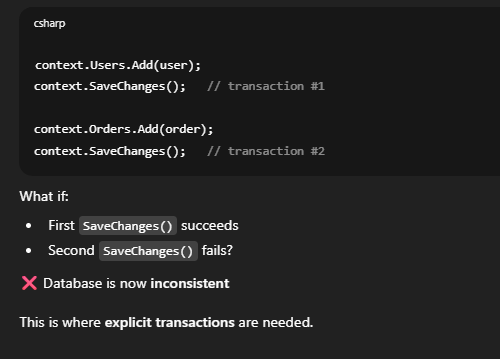 csharp
context.Users.Add(user);
context.SaveChanges();   // transaction #1
context.Orders.Add(order);
context.SaveChanges();   // transaction #2
What if:
• First SaveChanges() succeeds
• Second SaveChanges() fails?
❌ Database is now inconsistent
This is where explicit transactions are needed.